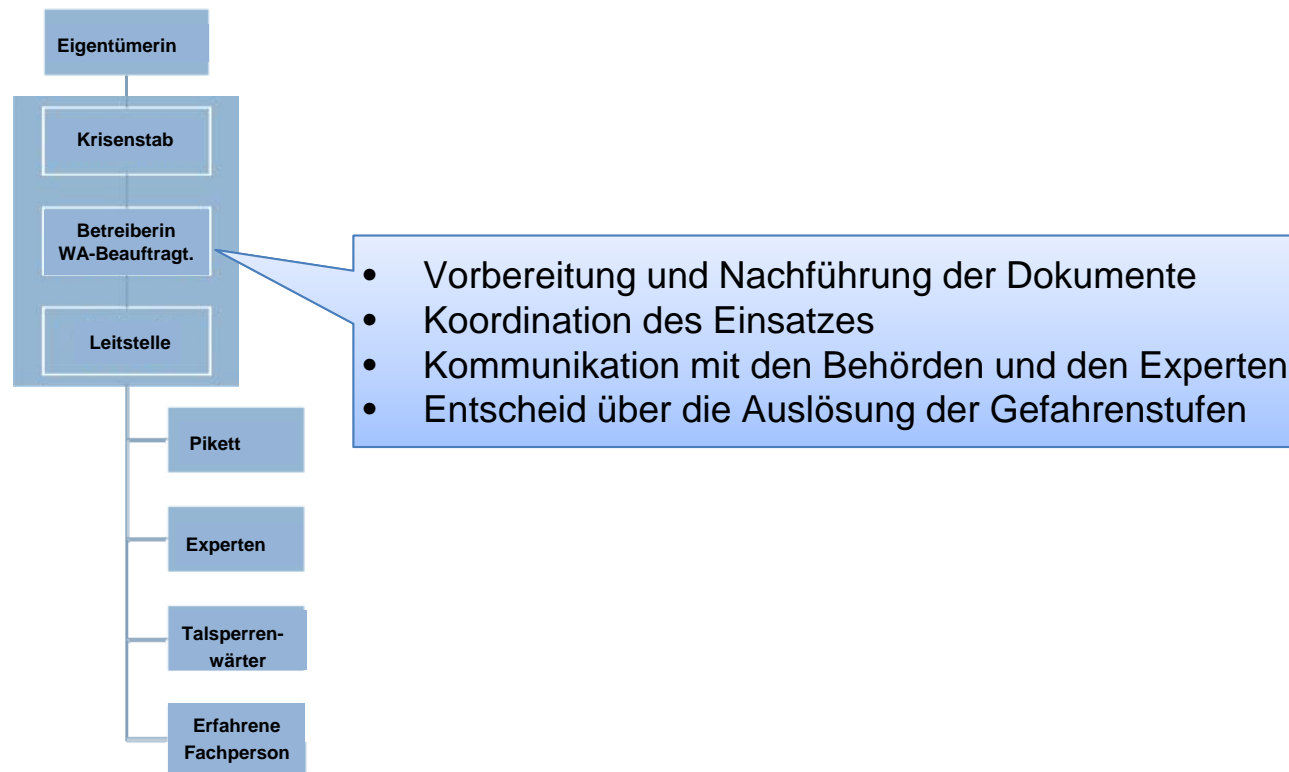 Eigentümerin
Krisenstab
Betreiberin
WA-Beauftragt.
Leitstelle
• Vorbereitung und Nachführung der Dokumente
• Koordination des Einsatzes
• Kommunikation mit den Behörden und den Experten
• Entscheid über die Auslösung der Gefahrenstufen
Pikett
Experten
Talsperren-
wärter
Erfahrene
Fachperson